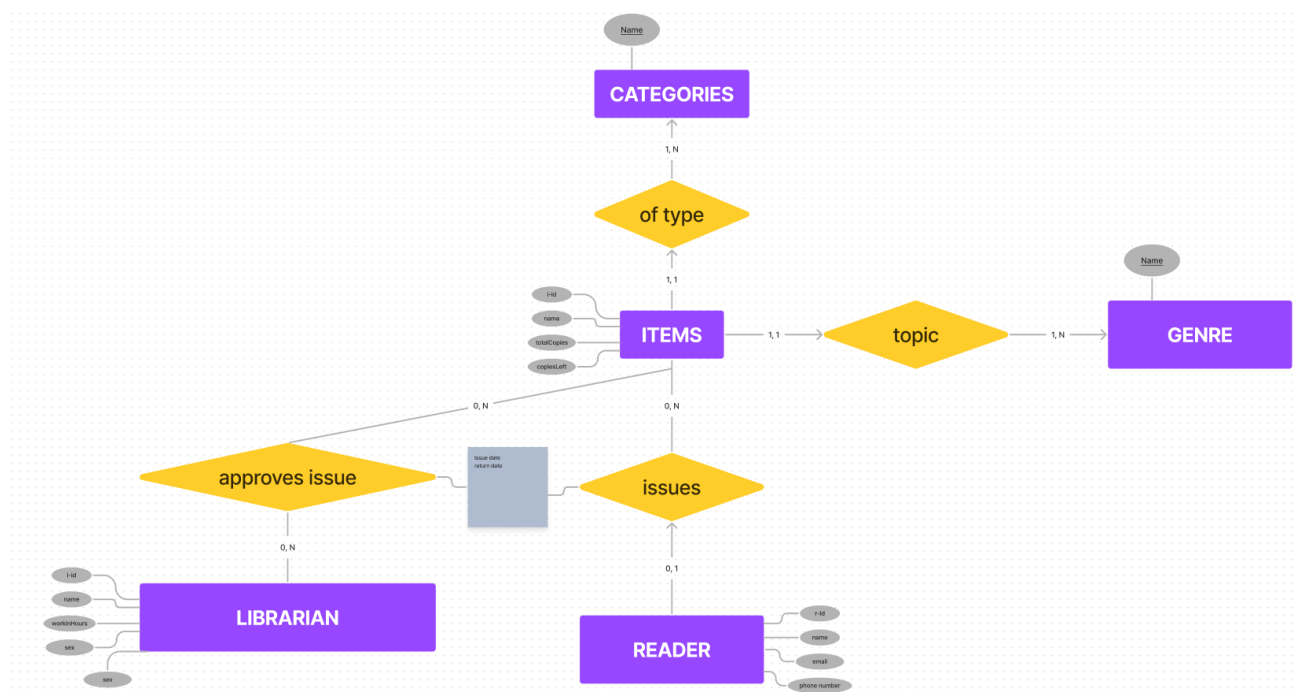 Name
CATEGORIES
1, N
of type
1, 1
Name
i-Id
name
totalCopies
copiesLeft
ITEMS
1, 1
topic
1, N
GENRE
0, N
0, N
approves issue
issue date
return date
issues
0, N
0, 1
l-id
name
workinHours
sex
sex
LIBRARIAN
READER
r-Id
name
email
phone number